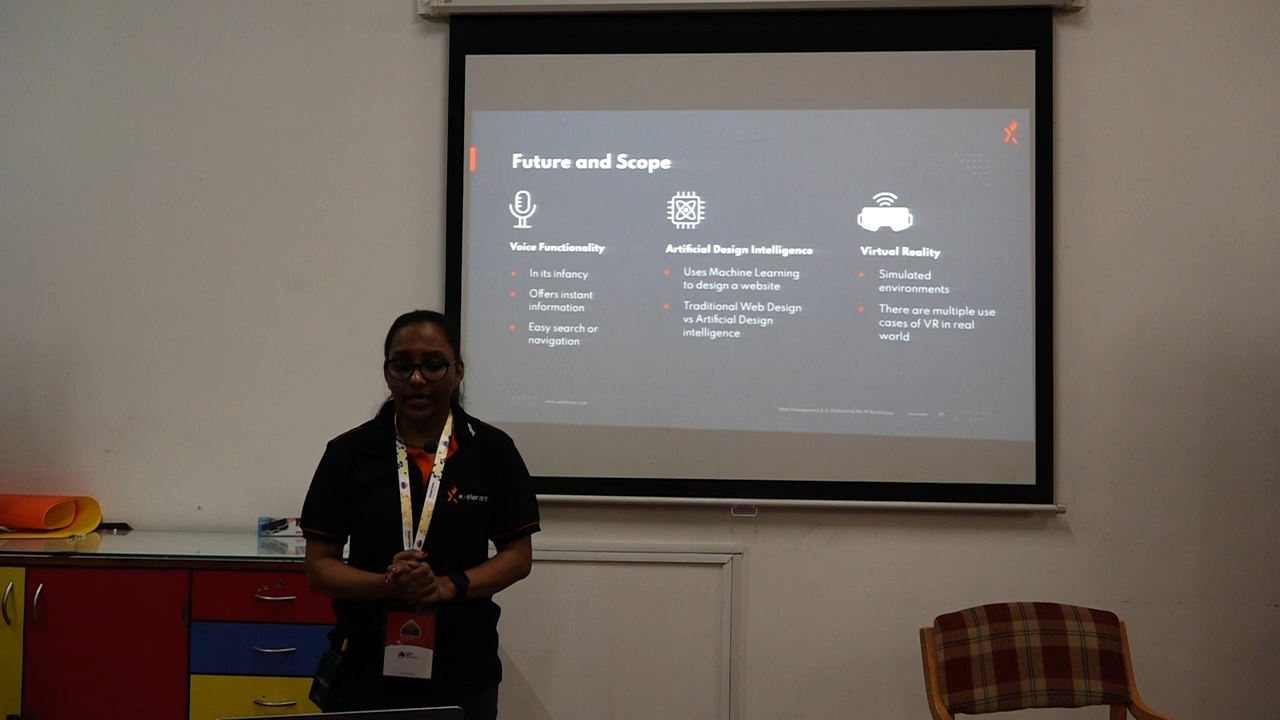 Future and Scope
Voice Functionality
In its infancy
Offers instant
information
Easy search or
navigation
Artificial Design Intelligence
Uses Machine Learning
to design a website
Traditional Web Design
vs Artificial Design
intelligence
Virtual Reality
Simulated
environments
There are multiple use
cases of VR in real
world